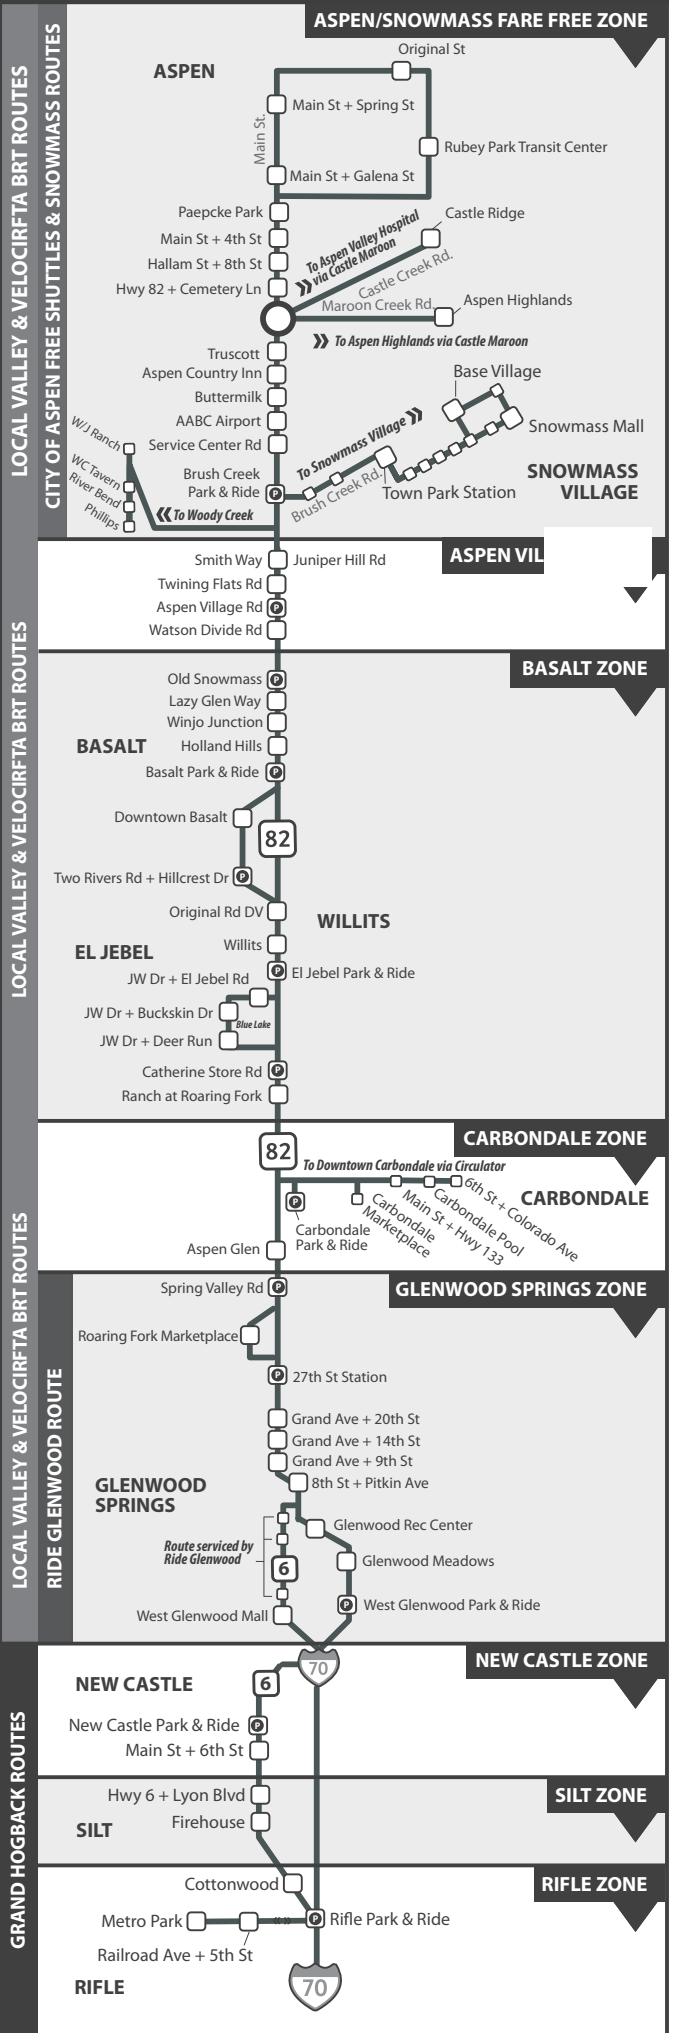 ASPEN/SNOWMASS FARE FREE ZONE
LOCAL VALLEY & VELOCIRFTA BRT ROUTES
CITY OF ASPEN FREE SHUTTLES & SNOWMASS ROUTES
ASPEN
Original St
Main St + Spring St
Main St.
Rubey Park Transit Center
Main St + Galena St
Paepcke Park
Main St + 4th St
Hallam St + 8th St
Hwy 82 + Cemetery Ln
To Aspen Valley Hospital
via Castle Maroon
Castle Ridge
Castle Creek Rd.
Maroon Creek Rd.
Aspen Highlands
To Aspen Highlands via Castle Maroon
Truscott
Aspen Country Inn
Buttermilk
AABC Airport
Service Center Rd
Brush Creek
Park & Ride
P
To Snowmass Village
Brush Creek Rd.
Base Village
Snowmass Mall
Town Park Station
SNOWMASS
VILLAGE
W/J Ranch
WC Tavern
River Bend
Phillips
To Woody Creek
ASPEN VIL
LOCAL VALLEY & VELOCIRFTA BRT ROUTES
Smith Way
Juniper Hill Rd
Twining Flats Rd
Aspen Village Rd
P
Watson Divide Rd
BASALT ZONE
Old Snowmass
P
Lazy Glen Way
Winjo Junction
BASALT
Holland Hills
Basalt Park & Ride
P
Downtown Basalt
82
Two Rivers Rd + Hillcrest Dr
P
Original Rd DV
WILLITS
Willits
EL JEBEL
El Jebel Park & Ride
P
JW Dr + El Jebel Rd
JW Dr + Buckskin Dr
Blue Lake
JW Dr + Deer Run
Catherine Store Rd
P
Ranch at Roaring Fork
CARBONDALE ZONE
82
To Downtown Carbondale via Circulator
CARBONDALE
P
Carbondale
Park & Ride
Carbondale
Marketplace
Main St + Hwy 133
Carbondale Pool
6th St + Colorado Ave
Aspen Glen
LOCAL VALLEY & VELOCIRFTA BRT ROUTES
RIDE GLENWOOD ROUTE
GLENWOOD SPRINGS ZONE
Spring Valley Rd
P
Roaring Fork Marketplace
27th St Station
P
Grand Ave + 20th St
Grand Ave + 14th St
Grand Ave + 9th St
8th St + Pitkin Ave
GLENWOOD
SPRINGS
Glenwood Rec Center
Route serviced by
Ride Glenwood
6
Glenwood Meadows
West Glenwood Park & Ride
P
West Glenwood Mall
70
NEW CASTLE ZONE
GRAND HOGBACK ROUTES
NEW CASTLE
6
New Castle Park & Ride
P
Main St + 6th St
SILT ZONE
Hwy 6 + Lyon Blvd
Firehouse
SILT
RIFLE ZONE
Cottonwood
Metro Park
Rifle Park & Ride
P
Railroad Ave + 5th St
RIFLE
70